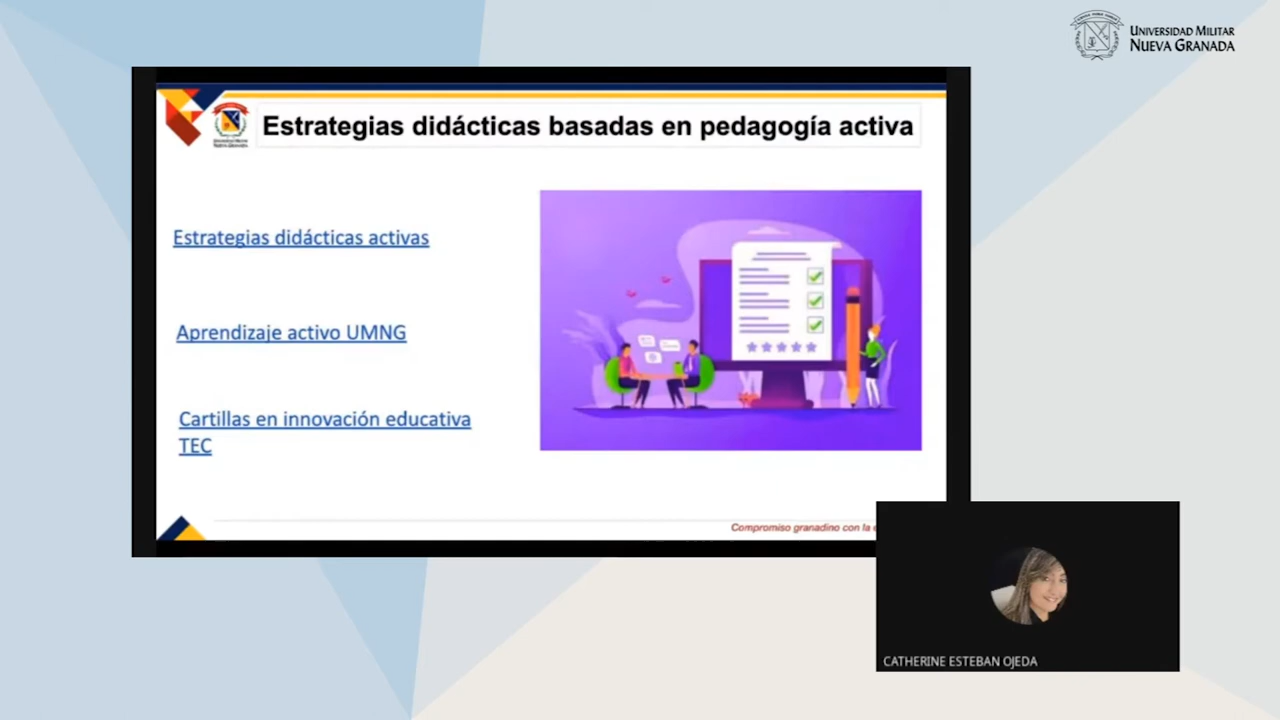 UNIVERSIDAD MILITAR
NUEVA GRANADA
Estrategias didácticas basadas en pedagogía activa
Estrategias didácticas activas
Aprendizaje activo UMNG
Cartillas en innovación educativa
TEC
Compromiso granadino con la
CATHERINE ESTEBAN OJEDA